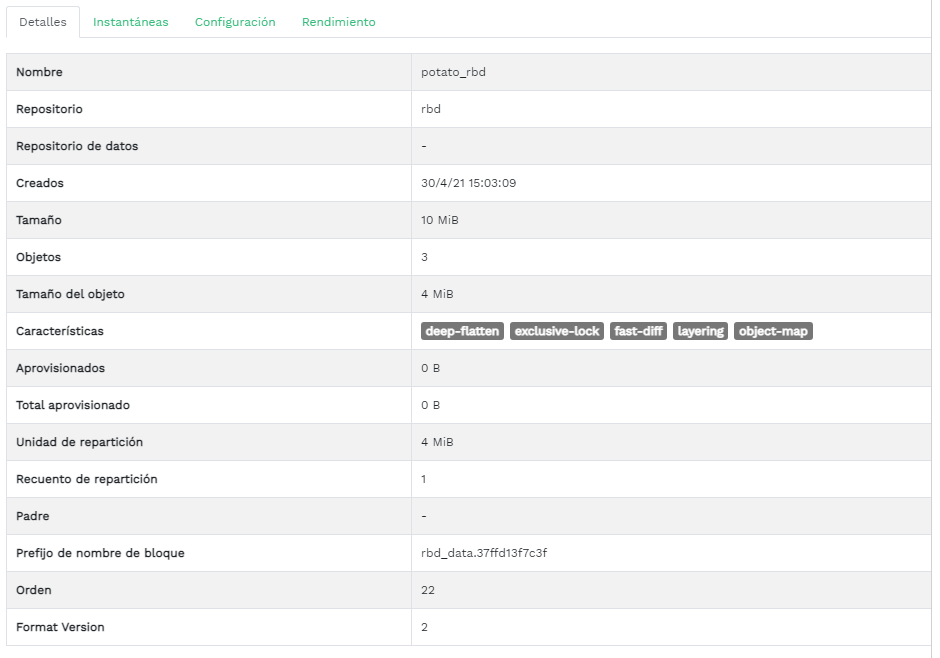 Detalles Instantáneas Configuración Rendimiento
Nombre potato_rbd
Repositorio rbd
Repositorio de datos -
Creados 30/4/21 15:03:09
Tamaño 10 MiB
Objetos 3
Tamaño del objeto 4 MiB
Características deep-flatten exclusive-lock fast-diff layering object-map
Aprovisionados 0 B
Total aprovisionado 0 B
Unidad de repartición 4 MiB
Recuento de repartición 1
Padre -
Prefijo de nombre de bloque rbd_data.37ffd13f7c3f
Orden 22
Format Version 2